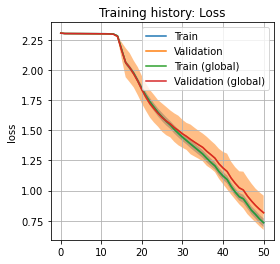 Training history: Loss
Train
Validation
Train (global)
Validation (global)
loss
2.25
2.00
1.75
1.50
1.25
1.00
0.75
0 10 20 30 40 50